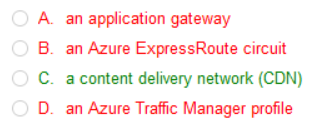 A. an application gateway
B. an Azure ExpressRoute circuit
C. a content delivery network (CDN)
D. an Azure Traffic Manager profile